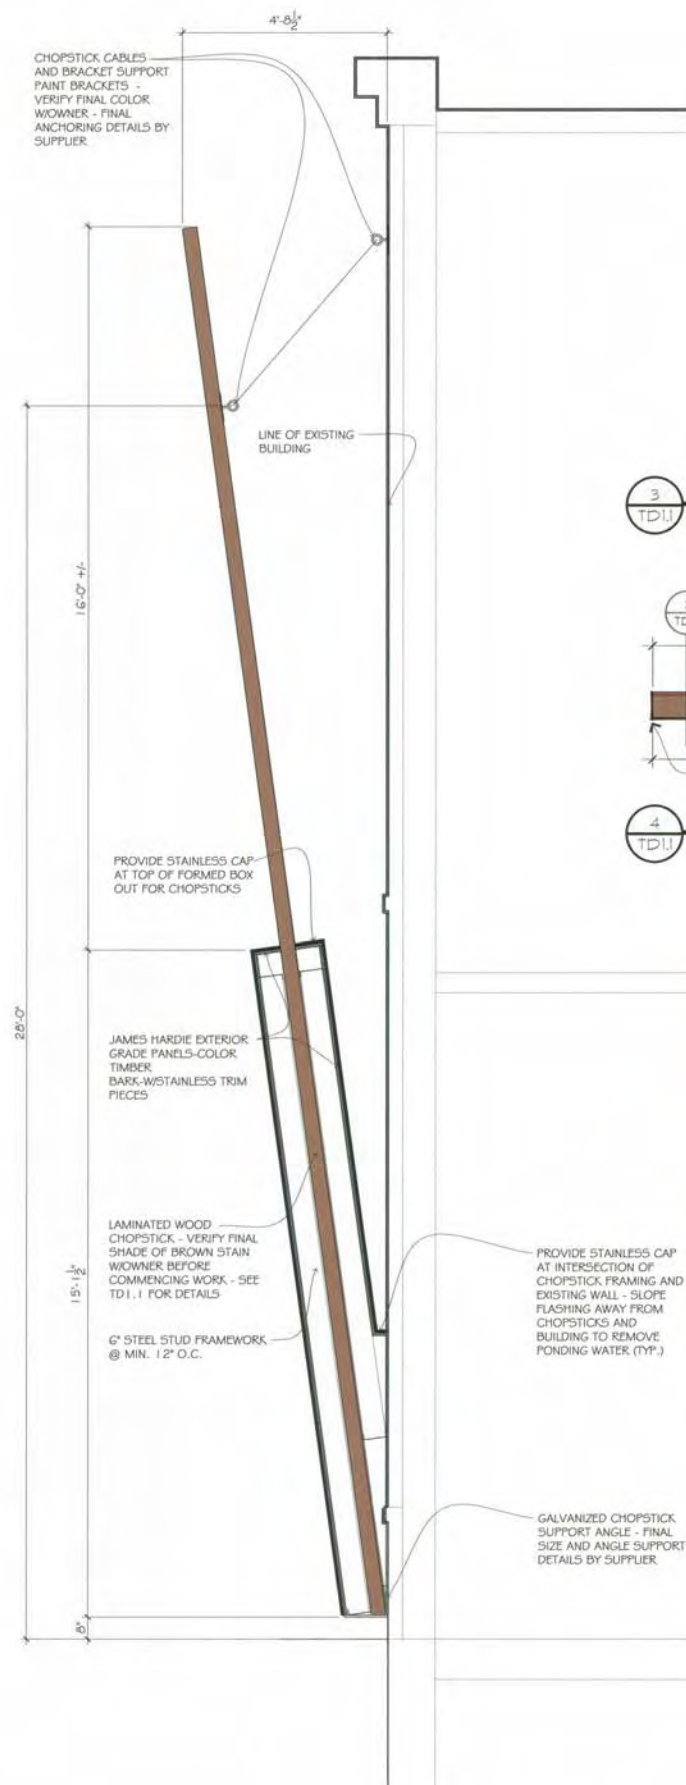 4'-8½"
CHOPSTICK CABLES
AND BRACKET SUPPORT
PAINT BRACKETS -
VERIFY FINAL COLOR
W/OWNER - FINAL
ANCHORING DETAILS BY
SUPPLIER
LINE OF EXISTING
BUILDING
3
TD1.1
16'-0" +/-
4
TD1.1
PROVIDE STAINLESS CAP
AT TOP OF FORMED BOX
OUT FOR CHOPSTICKS
28'-0"
JAMES HARDIE EXTERIOR
GRADE PANELS-COLOR
TIMBER
BARK-W/STAINLESS TRIM
PIECES
LAMINATED WOOD
CHOPSTICK - VERIFY FINAL
SHADE OF BROWN STAIN
W/OWNER BEFORE
COMMENCING WORK - SEE
TD1.1 FOR DETAILS
15'-1½"
6" STEEL STUD FRAMEWORK
@ MIN. 12" O.C.
PROVIDE STAINLESS CAP
AT INTERSECTION OF
CHOPSTICK FRAMING AND
EXISTING WALL - SLOPE
FLASHING AWAY FROM
CHOPSTICKS AND
BUILDING TO REMOVE
PONDING WATER (TYP.)
GALVANIZED CHOPSTICK
SUPPORT ANGLE - FINAL
SIZE AND ANGLE SUPPORT
DETAILS BY SUPPLIER
8"